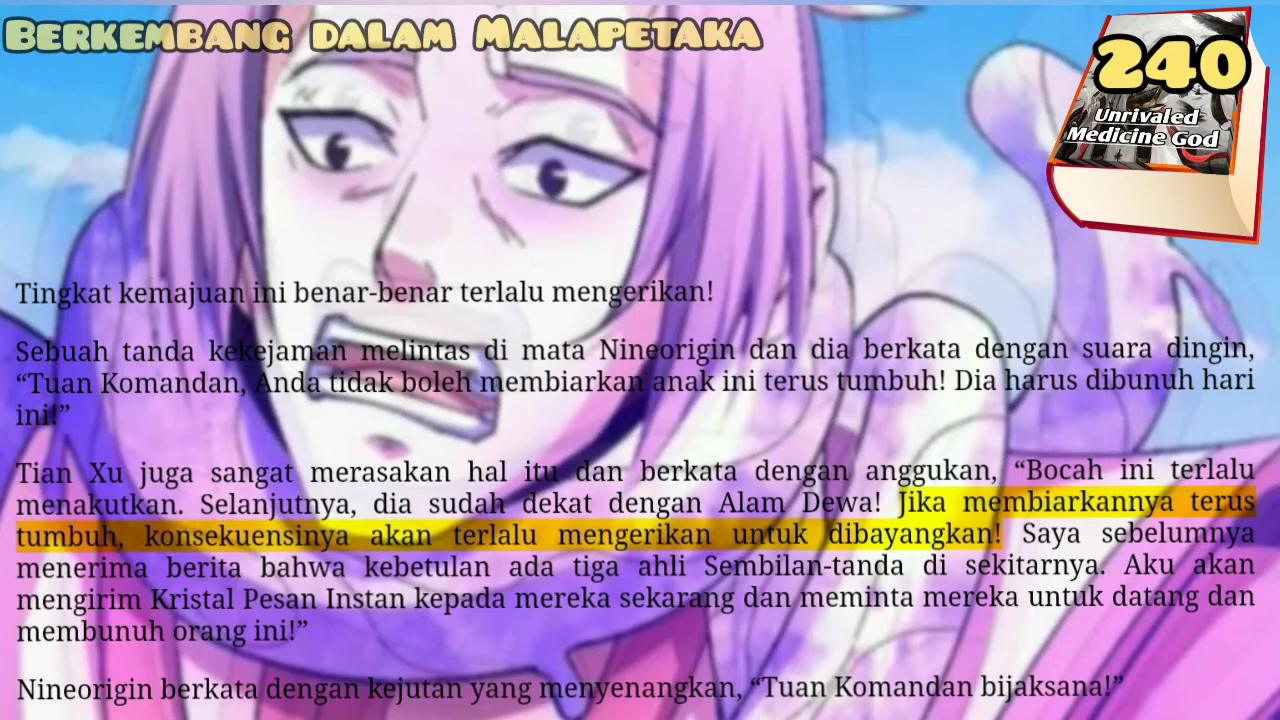 Berkembang dalam Malapetaka
240
Unrivaled
Medicine God
Tingkat kemajuan ini benar-benar terlalu mengerikan!
Sebuah tanda kekejaman melintas di mata Nineorigin dan dia berkata dengan suara dingin,
“Tuan Komandan, Anda tidak boleh membiarkan anak ini terus tumbuh! Dia harus dibunuh hari
ini!”
Tian Xu juga sangat merasakan hal itu dan berkata dengan anggukan, “Bocah ini terlalu
menakutkan. Selanjutnya, dia sudah dekat dengan Alam Dewa! Jika membiarkannya terus
tumbuh, konsekuensinya akan terlalu mengerikan untuk dibayangkan! Saya sebelumnya
menerima berita bahwa kebetulan ada tiga ahli Sembilan-tanda di sekitarnya. Aku akan
mengirim Kristal Pesan Instan kepada mereka sekarang dan meminta mereka untuk datang dan
membunuh orang ini!”
Nineorigin berkata dengan kejutan yang menyenangkan, “Tuan Komandan bijaksana!”